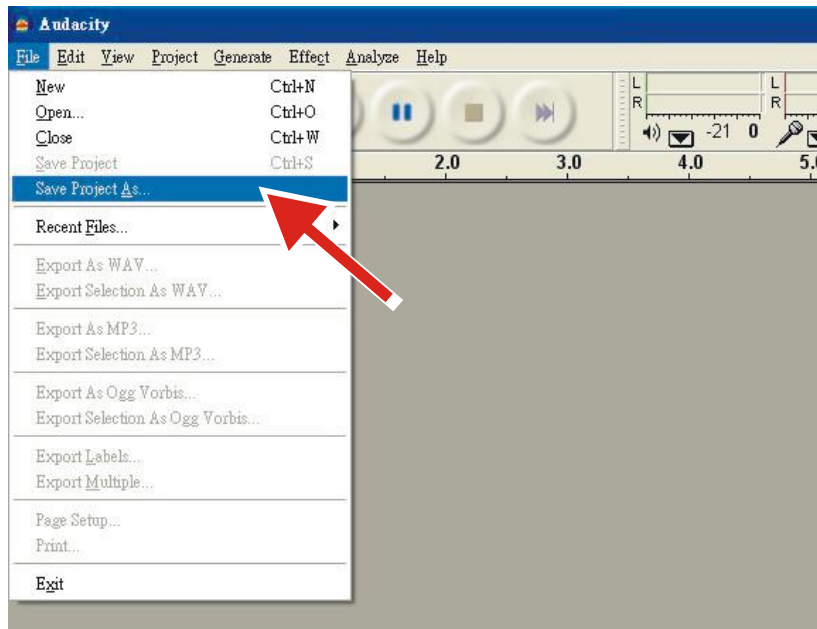 Audacity
File Edit View Project Generate Effect Analyze Help
New Ctrl+N
Open... Ctrl+O
Close Ctrl+W
Save Project Ctrl+S
Save Project As...
Recent Files...
Export As WAV...
Export Selection As WAV...
Export As MP3...
Export Selection As MP3...
Export As Ogg Vorbis...
Export Selection As Ogg Vorbis...
Export Labels...
Export Multiple...
Page Setup...
Print...
Exit
L L
R R
-21 0
2.0 3.0 4.0 5.